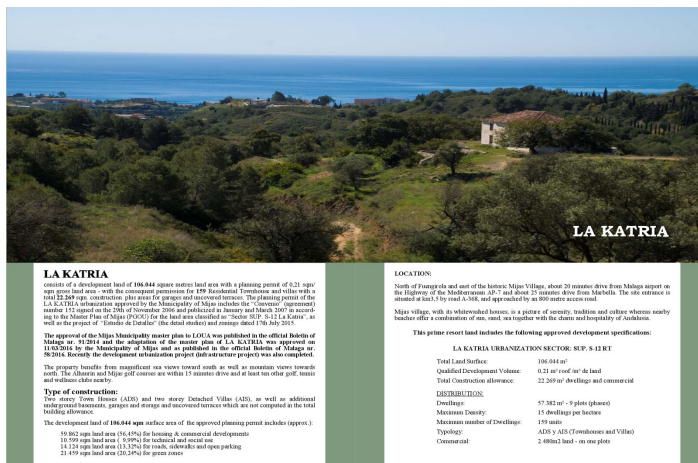 LA KATRIA
LA KATRIA
consists of a development land of 106.044 square metres land area with a planning permit of 0,21 sqm/
sqm gross land area - with the consequent permission for 159 Residential Townhouse and villas with a
total 22.269 sqm. construction plus areas for garages and uncovered terraces. The planning permit of the
LA KATRIA urbanization approved by the Municipality of Mijas includes the "Convenio" (agreement)
number 152 signed on the 29th of November 2006 and publicized in January and March 2007 in accord-
ing to the Master Plan of Mijas (PGOU) for the land area classified as "Sector SUP. S-12 La Katria", as
well as the project of "Estudio de Detalle" (the detail studies) and zonings dated 17th July 2015.
The approval of the Mijas Municipality master plan to LOUA was published in the official Boletin of
Malaga nr. 91/2014 and the adaptation of the master plan of LA KATRIA was approved on
11/03/2016 by the Municipality of Mijas and as published in the official Boletin of Malaga nr.
58/2016. Recently the development urbanization project (infrastructure project) was also completed.
The property benefits from magnificent sea views toward south as well as mountain views towards
north. The Alhaurin and Mijas golf courses are within 15 minutes drive and at least ten other golf, tennis
and wellness clubs nearby.
Type of construction:
Two storey Town Houses (ADS) and two storey Detached Villas (AIS), as well as additional
underground basements, garages and storage and uncovered terraces which are not computed in the total
building allowance.
The development land of 106.044 sqm surface area of the approved planning permit includes (approx.):
59.862 sqm land area (56,45%) for housing & commercial developments
10.599 sqm land area ( 9,99%) for technical and social use
14.124 sqm land area (13,32%) for roads, sidewalks and open parking
21.459 sqm land area (20,24%) for green zones
LOCATION:
North of Fuengirola and east of the historic Mijas Village, about 20 minutes drive from Malaga airport on
the Highway of the Mediterranean AP-7 and about 25 minutes drive from Marbella. The site entrance is
situated at km3,5 by road A-368, and approached by an 800 metre access road.
Mijas village, with its whitewashed houses, is a picture of serenity, tradition and culture whereas nearby
beaches offer a combination of sun, sand, sea together with the charm and hospitality of Andalusia.
This prime resort land includes the following approved development specifications:
LA KATRIA URBANIZATION SECTOR: SUP. S-12 RT
Total Land Surface: 106.044 m²
Qualified Development Volume: 0,21 m² roof /m² de land
Total Construction allowance: 22.269 m² dwellings and commercial
DISTRIBUTION:
Dwellings: 57.382 m² - 9 plots (phases)
Maximum Density: 15 dwellings per hectare
Maximum number of Dwellings: 159 units
Typology: ADS y AIS (Townhouses and Villas)
Commercial: 2.480m2 land - on one plots